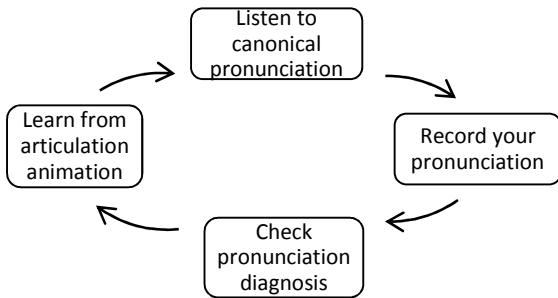 Listen to
canonical
pronunciation
Record your
pronunciation
Check
pronunciation
diagnosis
Learn from
articulation
animation